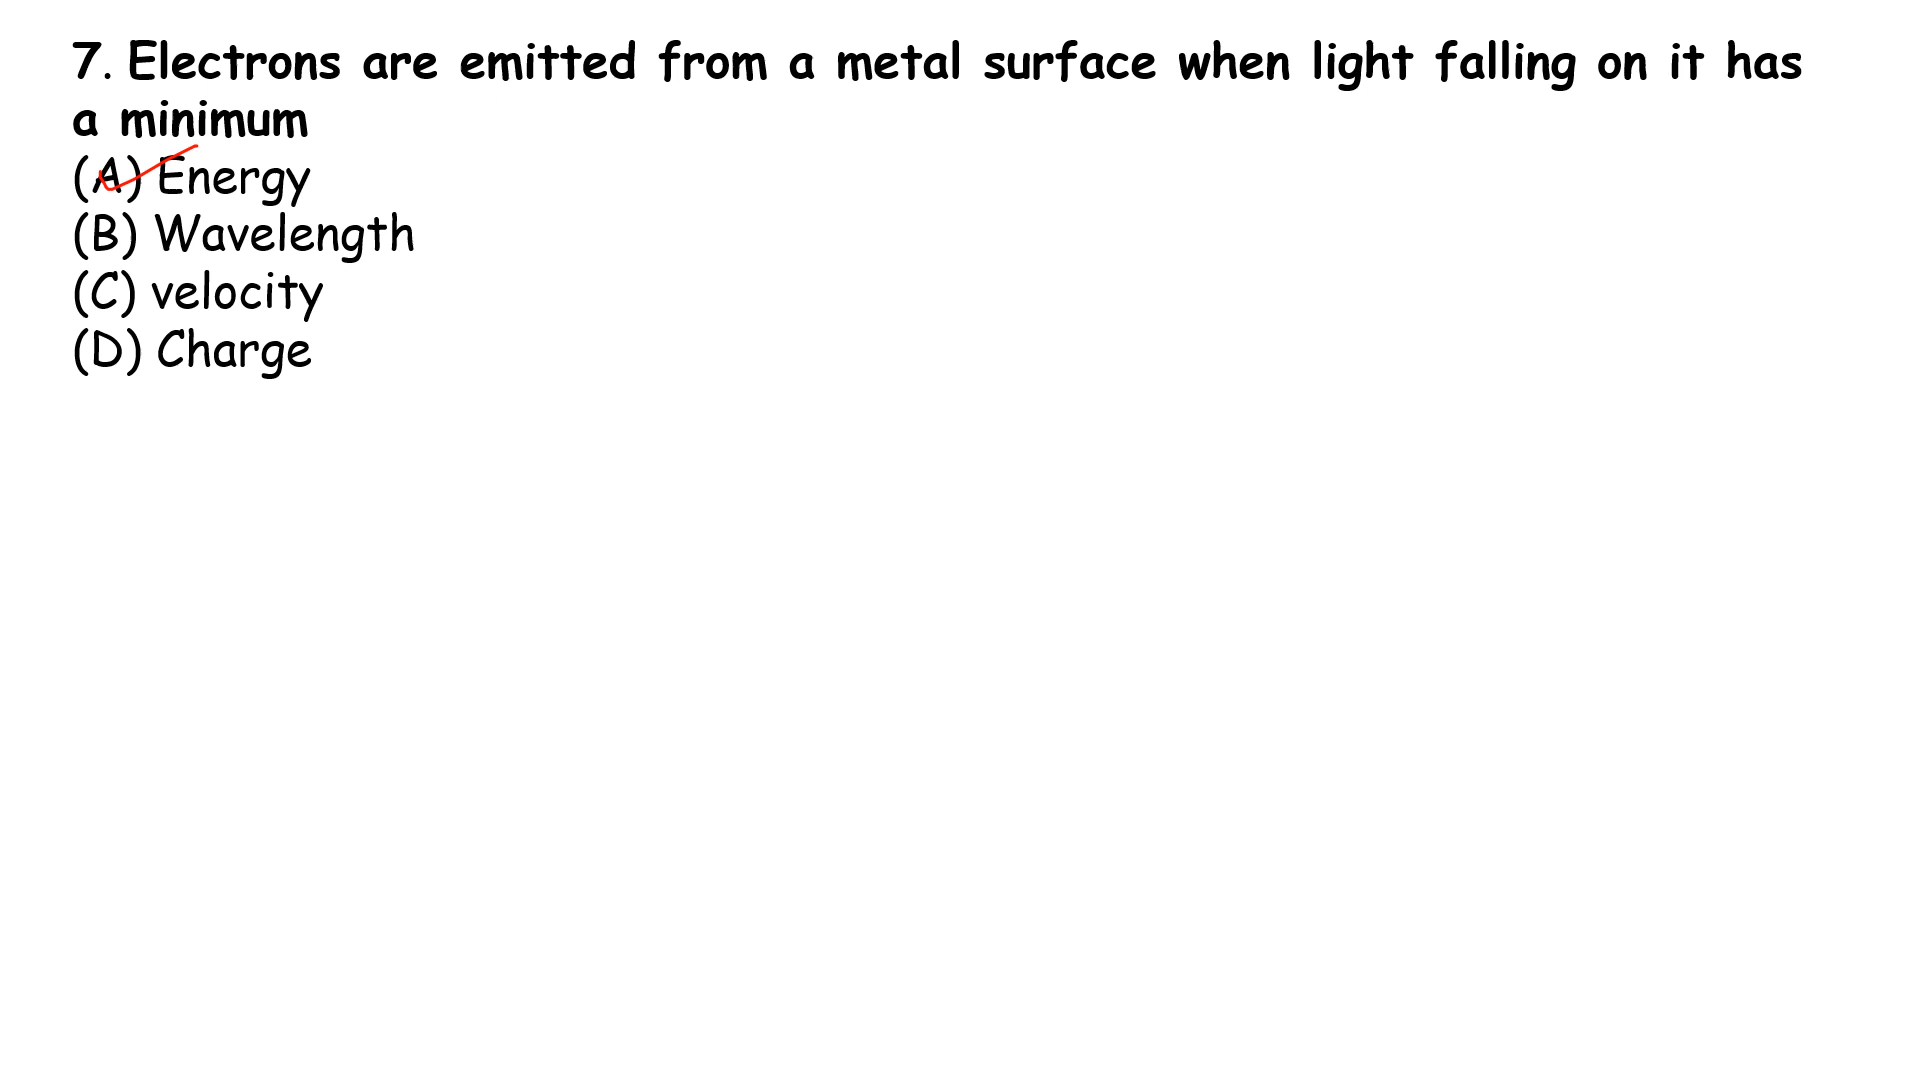 7. Electrons are emitted from a metal surface when light falling on it has
a minimum
(A) Energy
(B) Wavelength
(C) velocity
(D) Charge